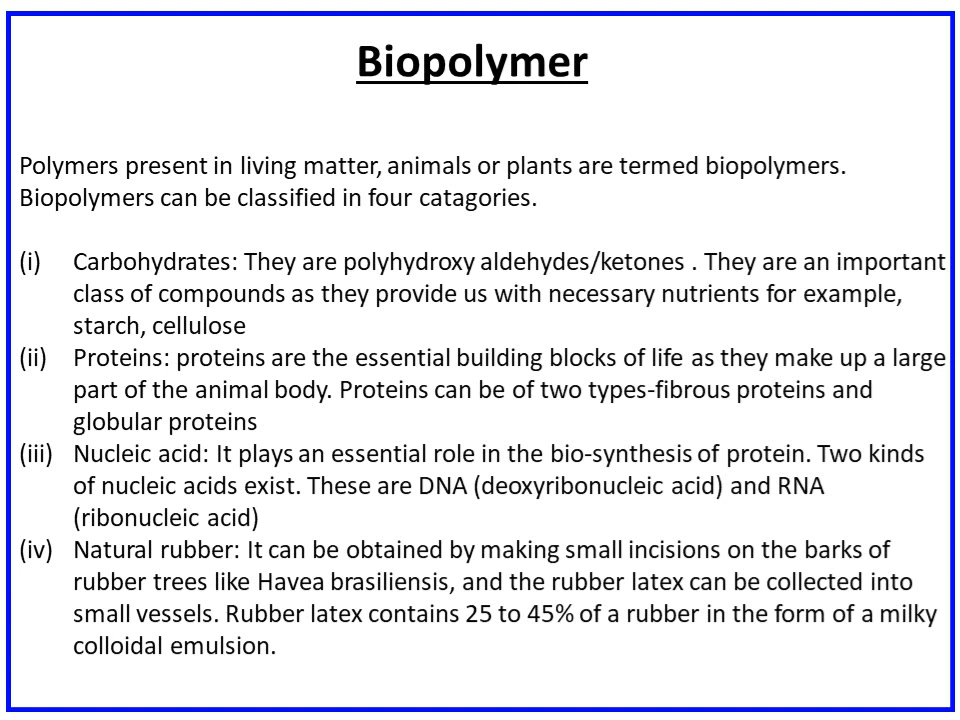 Biopolymer
Polymers present in living matter, animals or plants are termed biopolymers.
Biopolymers can be classified in four catagories.
(i) Carbohydrates: They are polyhydroxy aldehydes/ketones . They are an important
class of compounds as they provide us with necessary nutrients for example,
starch, cellulose
(ii) Proteins: proteins are the essential building blocks of life as they make up a large
part of the animal body. Proteins can be of two types-fibrous proteins and
globular proteins
(iii) Nucleic acid: It plays an essential role in the bio-synthesis of protein. Two kinds
of nucleic acids exist. These are DNA (deoxyribonucleic acid) and RNA
(ribonucleic acid)
(iv) Natural rubber: It can be obtained by making small incisions on the barks of
rubber trees like Havea brasiliensis, and the rubber latex can be collected into
small vessels. Rubber latex contains 25 to 45% of a rubber in the form of a milky
colloidal emulsion.